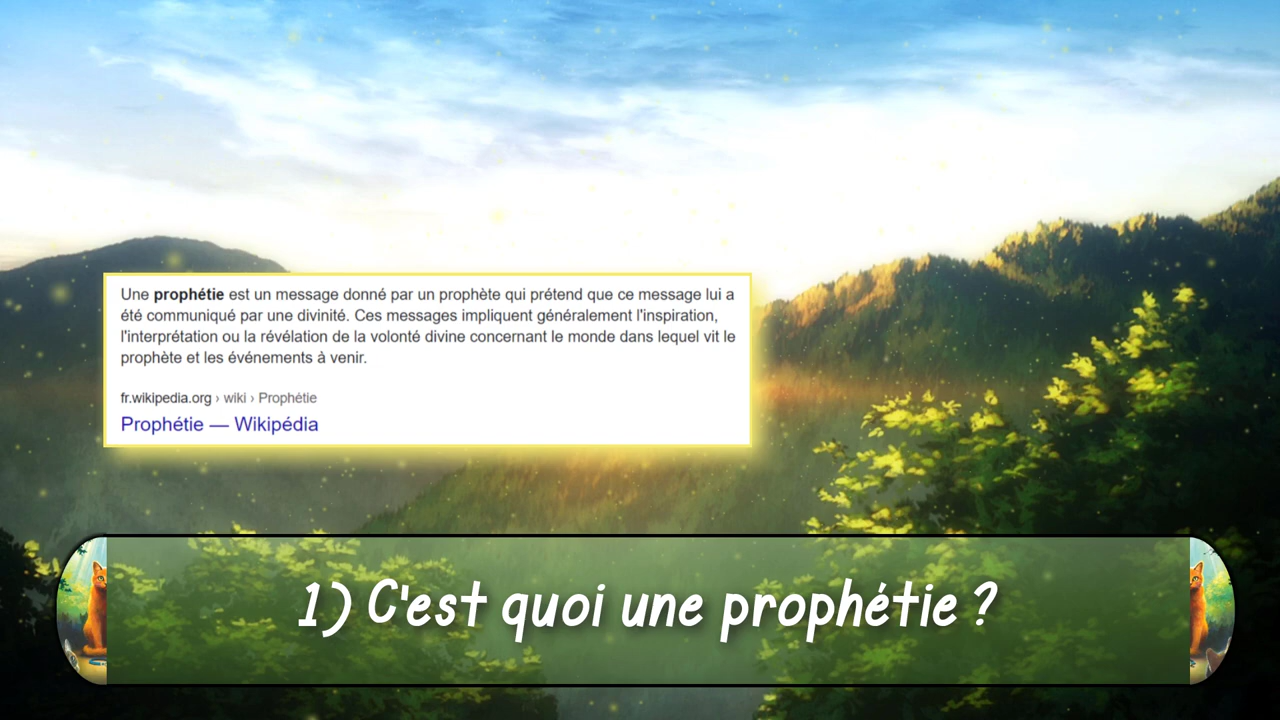 Une prophétie est un message donné par un prophète qui prétend que ce message lui a
été communiqué par une divinité. Ces messages impliquent généralement l'inspiration,
l'interprétation ou la révélation de la volonté divine concernant le monde dans lequel vit le
prophète et les événements à venir.
fr.wikipedia.org › wiki › Prophétie
Prophétie — Wikipédia
1) C'est quoi une prophétie ?